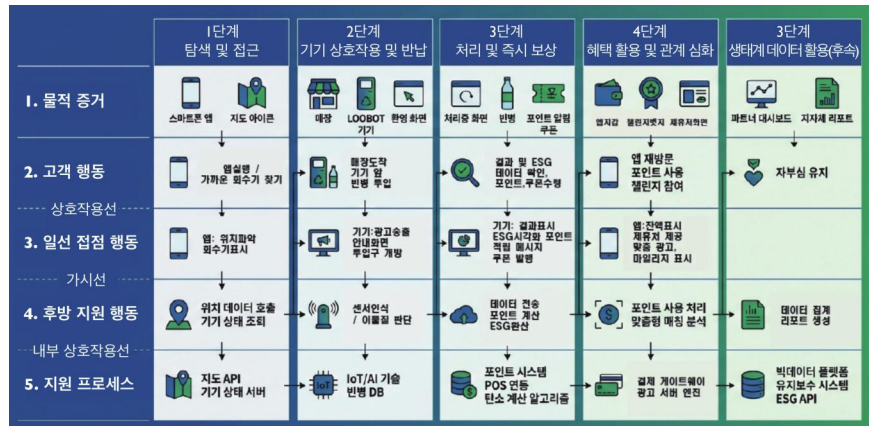 1단계
탐색 및 접근
2단계
기기 상호작용 및 반납
3단계
처리 및 즉시 보상
4단계
혜택 활용 및 관계 심화
3단계
생태계 데이터 활용(후속)
1. 물적 증거
스마트폰 앱
지도 아이콘
매장
LOOBOT
기기
환영 화면
처리중 화면
빈병
포인트 알림
쿠폰
앱지갑
챌린지뱃지
제휴저화면
파트너 대시보드
지자체 리포트
2. 고객 행동
앱실행 /
가까운 회수기 찾기
매장도착
기기 앞
빈병 투입
결과 및 ESG
데이터 확인,
포인트,쿠폰수령
앱 재방문
포인트 사용
챌린지 참여
자부심 유지
상호작용선
3. 일선 접점 행동
앱: 위치파악
회수기표시
기기:광고송출
안내화면
투입구 개방
기기: 결과표시
ESG시각화 포인트
적립 메시지
쿠폰 발행
앱:잔액표시
제휴처 제공
맞춤 광고,
마일리지 표시
가시선
4. 후방 지원 행동
위치 데이터 호출
기기 상태 조회
센서인식
/ 이물질 판단
데이터 전송
포인트 계산
ESG환산
포인트 사용 처리
맞춤형 매칭 분석
데이터 집계
리포트 생성
내부 상호작용선
5. 지원 프로세스
지도 API
기기 상태 서버
IoT
IoT/AI 기술
빈병 DB
포인트 시스템
POS 연동
탄소 계산 알고리즘
결제 게이트웨이
광고 서버 엔진
빅데이터 플랫폼
유지보수 시스템
ESG API